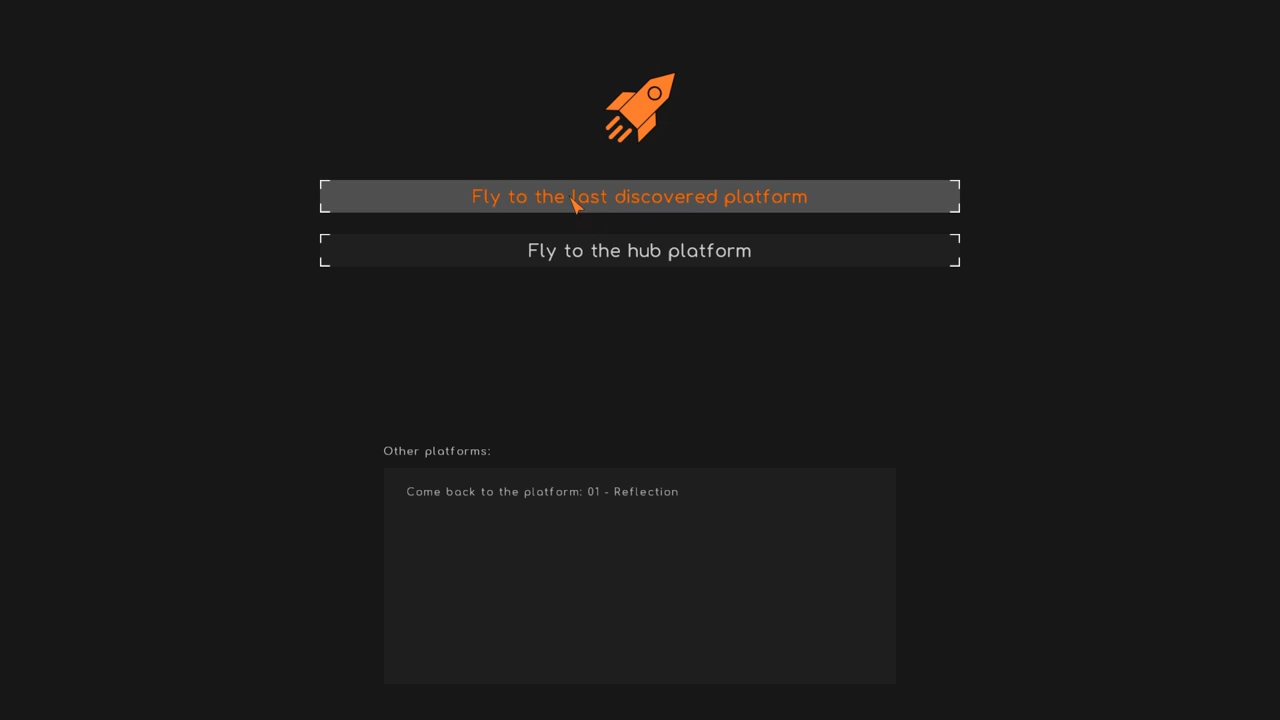 Fly to the last discovered platform
Fly to the hub platform
Other platforms:
Come back to the platform: 01 - Reflection